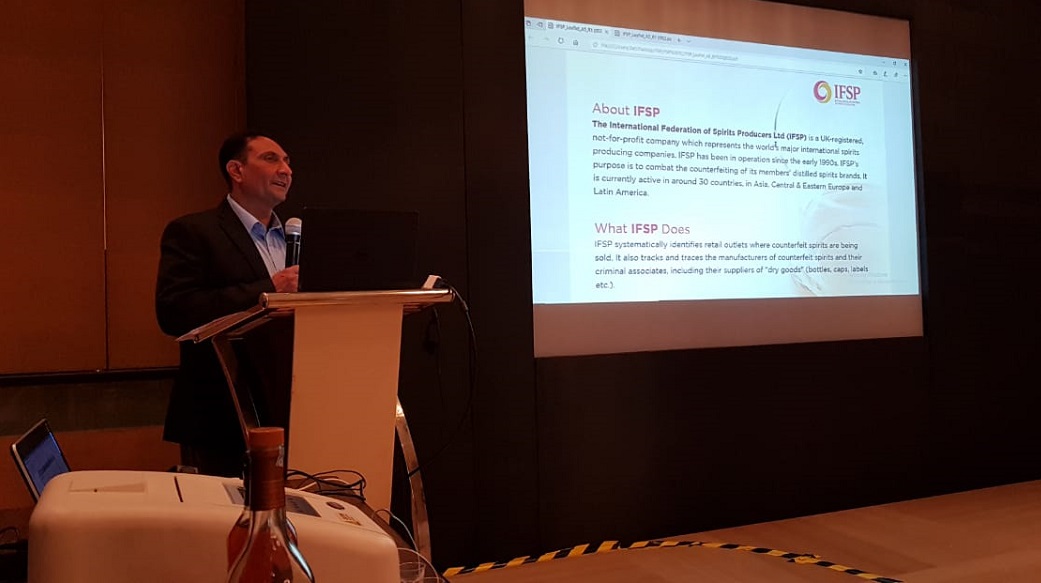 IFSP
About IFSP
The International Federation of Spirits Producers Ltd (IFSP) is a UK-registered,
not-for-profit company which represents the world's major international spirits
producing companies. IFSP has been in operation since the early 1990s. IFSP's
purpose is to combat the counterfeiting of its members' distilled spirits brands. It
is currently active in around 30 countries, in Asia, Central & Eastern Europe and
Latin America.
What IFSP Does
IFSP systematically identifies retail outlets where counterfeit spirits are being
sold. It also tracks and traces the manufacturers of counterfeit spirits and their
criminal associates, including their suppliers of "dry goods" (bottles, caps, labels
etc.).